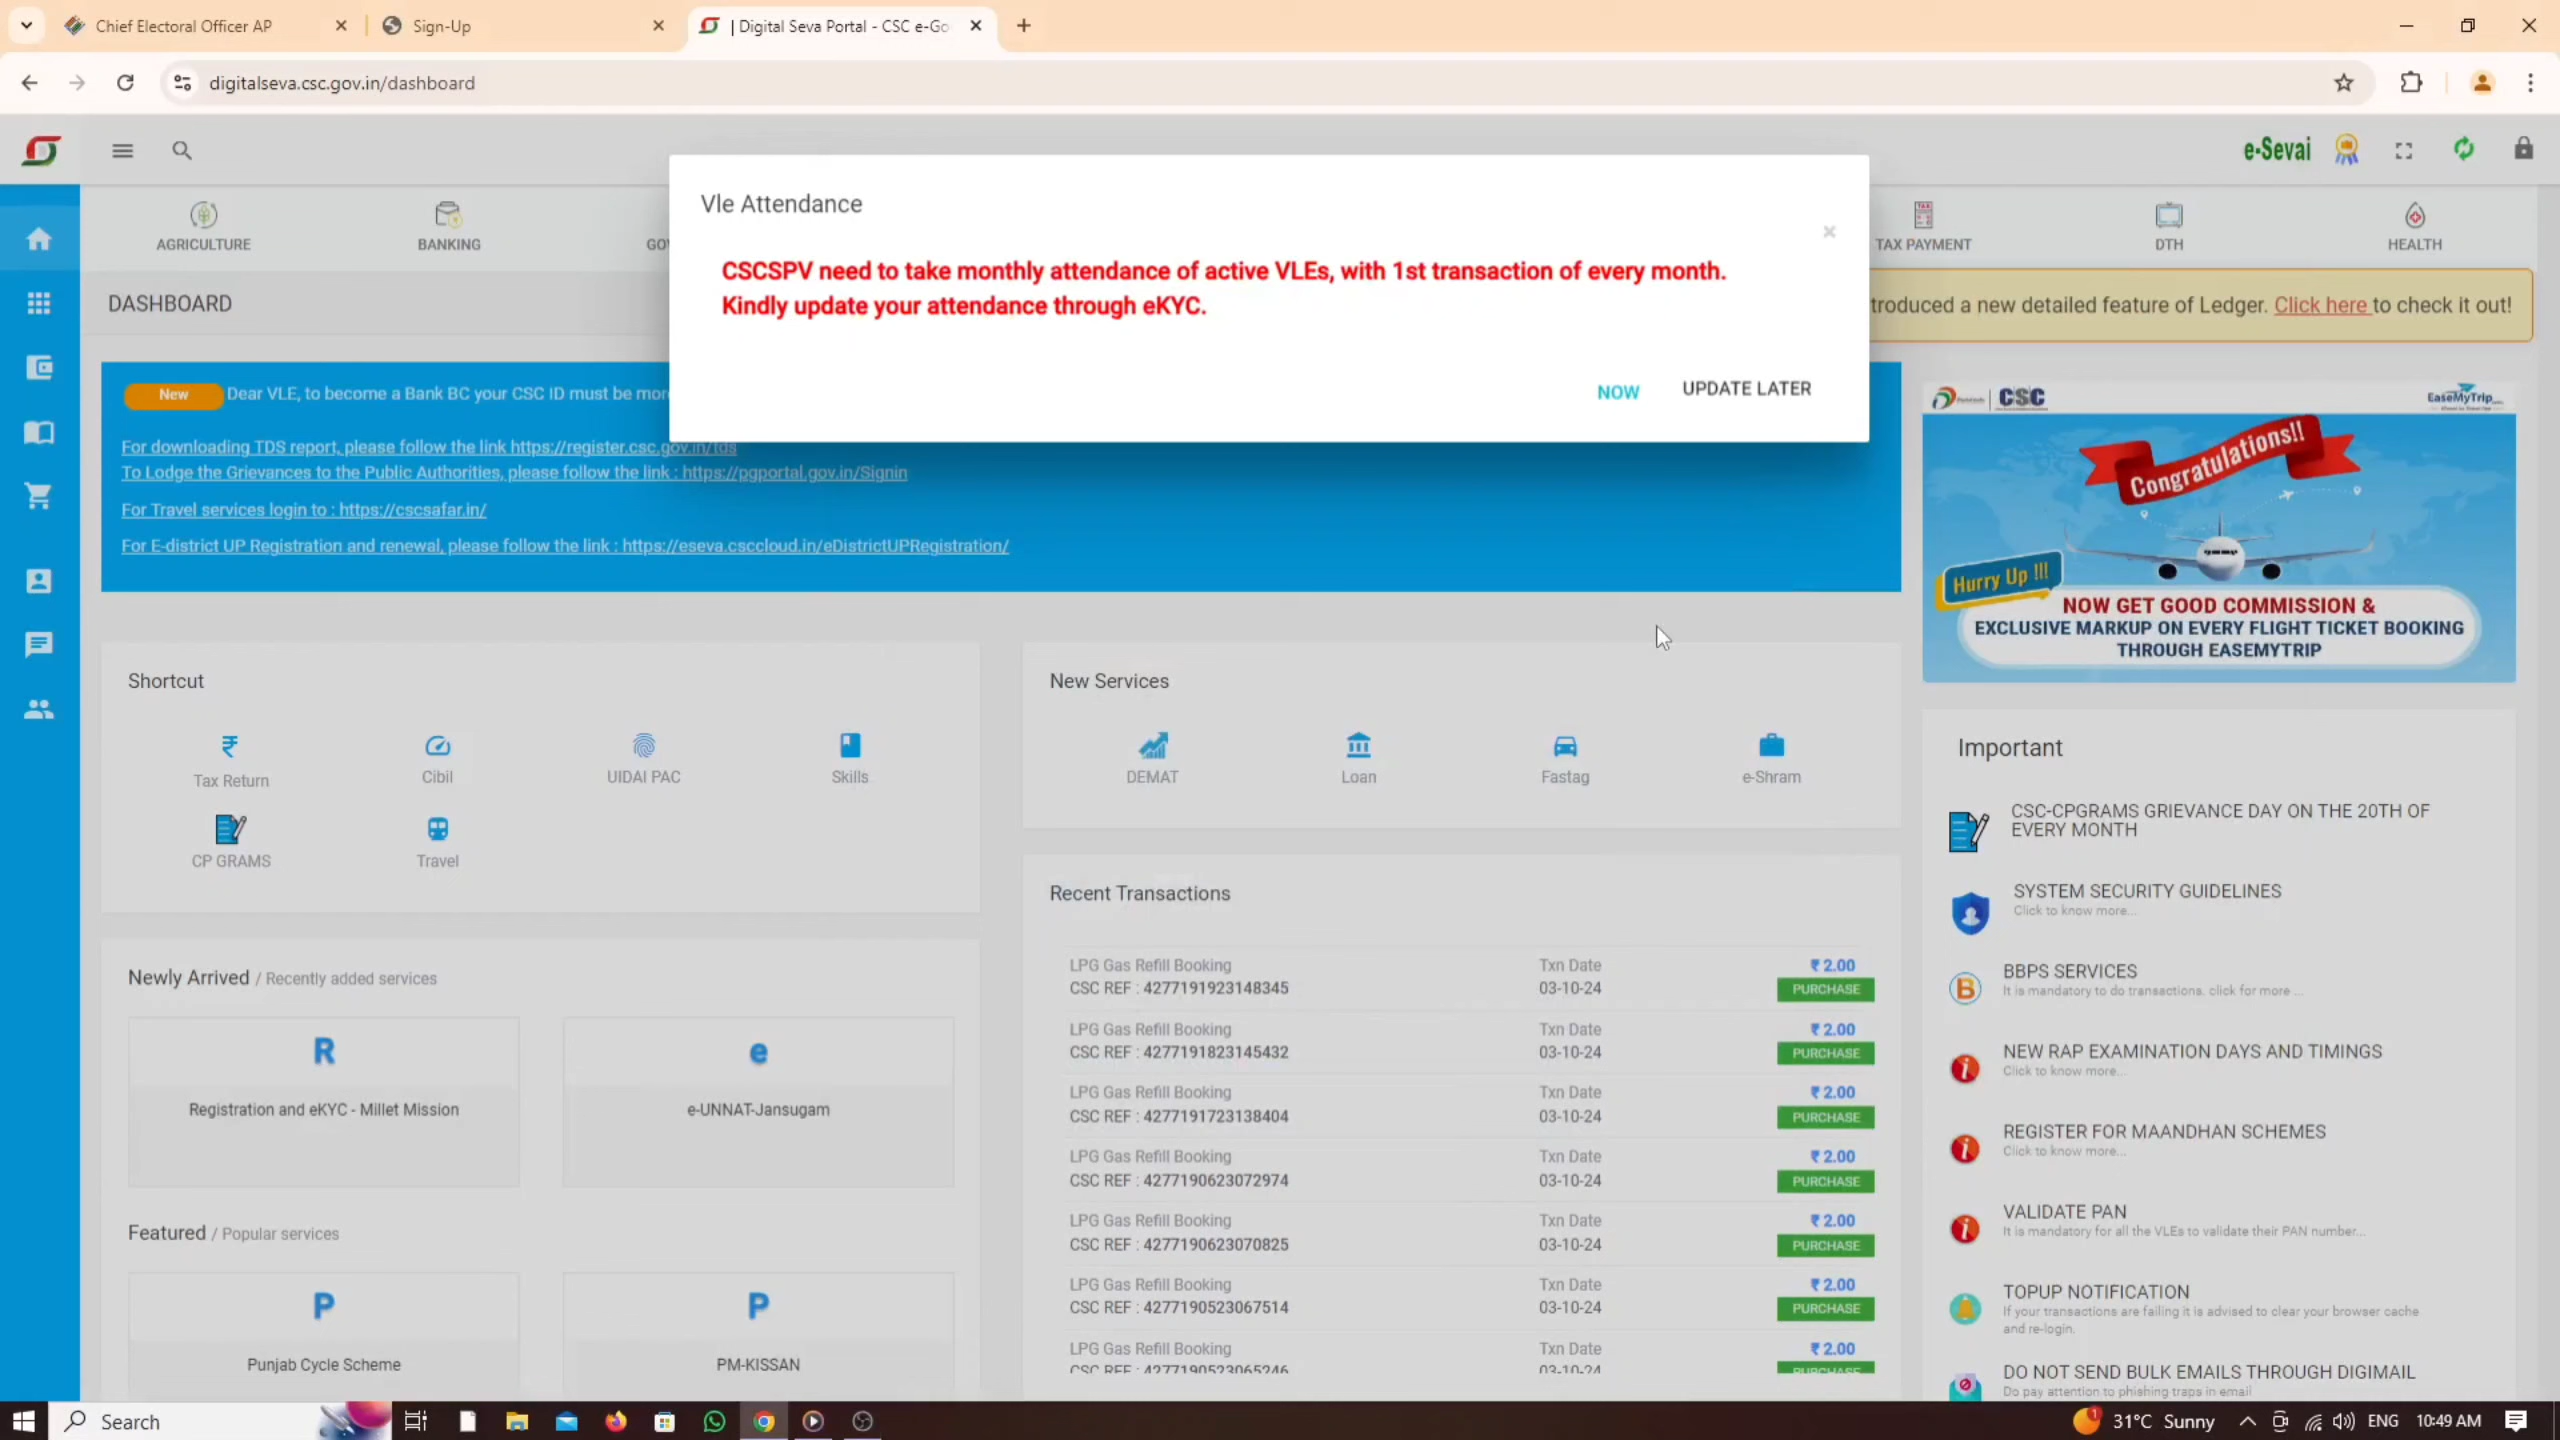 Chief Electoral Officer AP
Sign-Up
| Digital Seva Portal - CSC e-Go
digitalseva.csc.gov.in/dashboard
e-Sevai
AGRICULTURE
BANKING
TAX PAYMENT
DTH
HEALTH
Vle Attendance
CSCSPV need to take monthly attendance of active VLEs, with 1st transaction of every month.
Kindly update your attendance through eKYC.
NOW
UPDATE LATER
DASHBOARD
troduced a new detailed feature of Ledger. Click here to check it out!
New
Dear VLE, to become a Bank BC your CSC ID must be
For downloading TDS report, please follow the link https://register.csc.gov.in/tds
To Lodge the Grievances to the Public Authorities, please follow the link : https://pgportal.gov.in/Signin
For Travel services login to : https://cscsafar.in/
For E-district UP Registration and renewal, please follow the link : https://eseva.csccloud.in/eDistrictUPRegistration/
CSC
EaseMyTrip
Congratulations!!
Hurry Up !!!
NOW GET GOOD COMMISSION &
EXCLUSIVE MARKUP ON EVERY FLIGHT TICKET BOOKING
THROUGH EASEMYTRIP
Shortcut
Tax Return
Cibil
UIDAI PAC
Skills
CP GRAMS
Travel
New Services
DEMAT
Loan
Fastag
e-Shram
Recent Transactions
LPG Gas Refill Booking
Txn Date
₹ 2.00
CSC REF : 4277191923148345
03-10-24
PURCHASE
LPG Gas Refill Booking
Txn Date
₹ 2.00
CSC REF : 4277191823145432
03-10-24
PURCHASE
LPG Gas Refill Booking
Txn Date
₹ 2.00
CSC REF : 4277191723138404
03-10-24
PURCHASE
LPG Gas Refill Booking
Txn Date
₹ 2.00
CSC REF : 4277190623072974
03-10-24
PURCHASE
LPG Gas Refill Booking
Txn Date
₹ 2.00
CSC REF : 4277190623070825
03-10-24
PURCHASE
LPG Gas Refill Booking
Txn Date
₹ 2.00
CSC REF : 4277190523067514
03-10-24
PURCHASE
LPG Gas Refill Booking
Txn Date
₹ 2.00
CSC REF : 4277190523065246
03-10-24
PURCHASE
Newly Arrived / Recently added services
R
Registration and eKYC - Millet Mission
e
e-UNNAT-Jansugam
Featured / Popular services
P
Punjab Cycle Scheme
P
PM-KISSAN
Important
CSC-CPGRAMS GRIEVANCE DAY ON THE 20TH OF
EVERY MONTH
SYSTEM SECURITY GUIDELINES
Click to know more...
BBPS SERVICES
It is mandatory to do transactions. click for more ...
NEW RAP EXAMINATION DAYS AND TIMINGS
Click to know more...
REGISTER FOR MAANDHAN SCHEMES
Click to know more...
VALIDATE PAN
It is mandatory for all the VLEs to validate their PAN number...
TOPUP NOTIFICATION
If your transactions are failing it is advised to clear your browser cache
and re-login.
DO NOT SEND BULK EMAILS THROUGH DIGIMAIL
Do pay attention to phishing traps in email
Search
31°C Sunny
ENG
10:49 AM